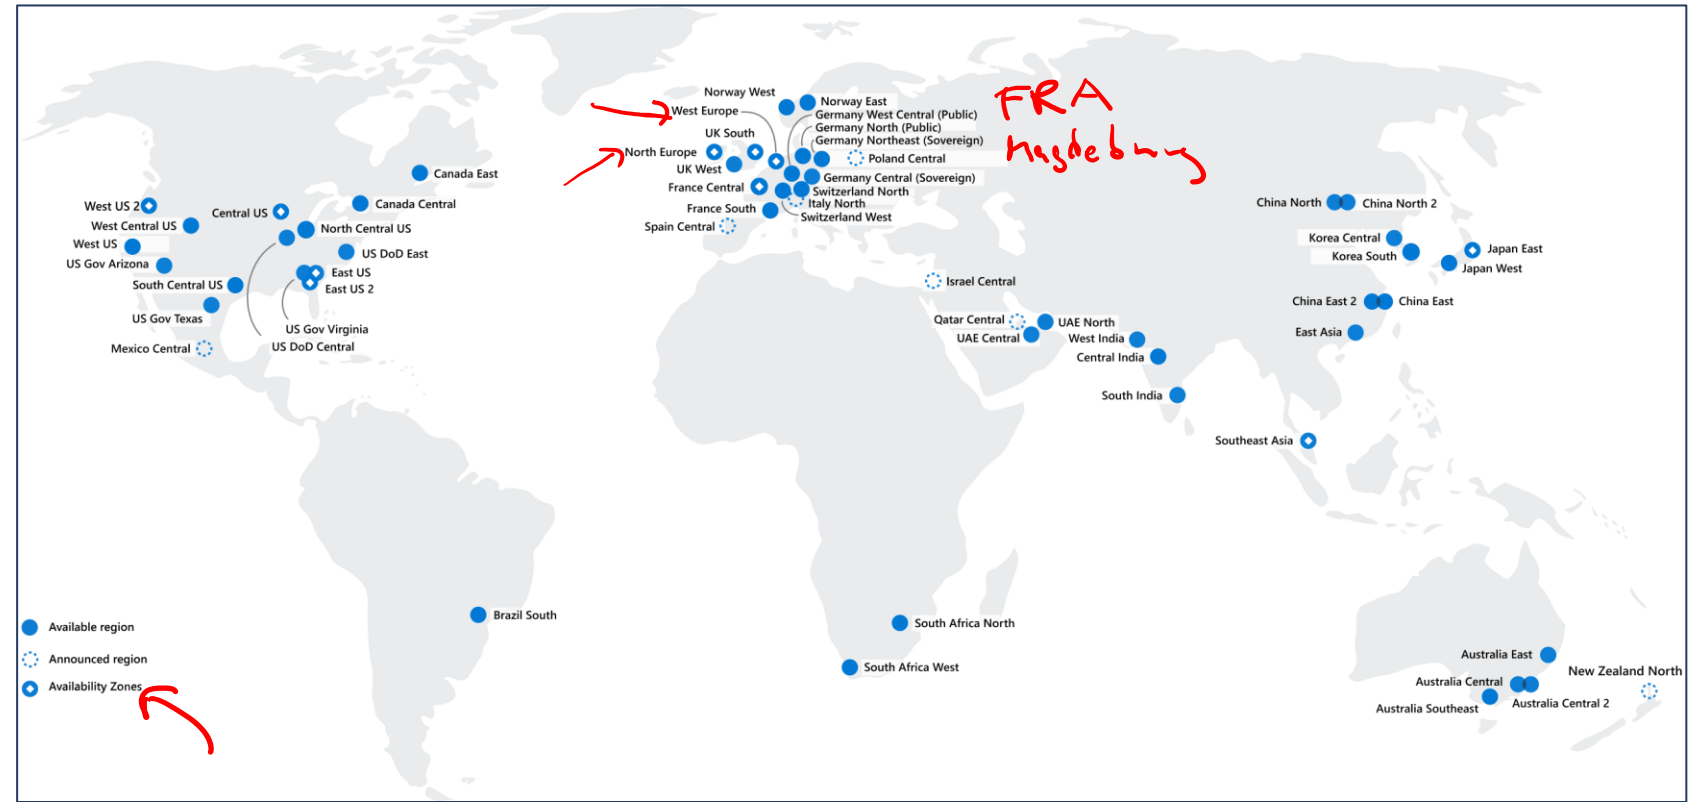 Norway West
Norway East
FRA
West Europe
Germany West Central (Public)
Germany North (Public)
UK South
Germany Northeast (Sovereign)
Magdeburg
North Europe
Poland Central
UK West
Canada East
Germany Central (Sovereign)
France Central
Switzerland North
Italy North
West US 2
Central US
Canada Central
France South
Switzerland West
China North
China North 2
West Central US
North Central US
Spain Central
Korea Central
West US
US DoD East
Korea South
Japan East
US Gov Arizona
East US
Japan West
South Central US
East US 2
Israel Central
US Gov Texas
US Gov Virginia
Qatar Central
UAE North
China East 2
China East
Mexico Central
US DoD Central
UAE Central
West India
East Asia
Central India
South India
Southeast Asia
Brazil South
South Africa North
South Africa West
Available region
Announced region
Availability Zones
Australia East
New Zealand North
Australia Central
Australia Southeast
Australia Central 2